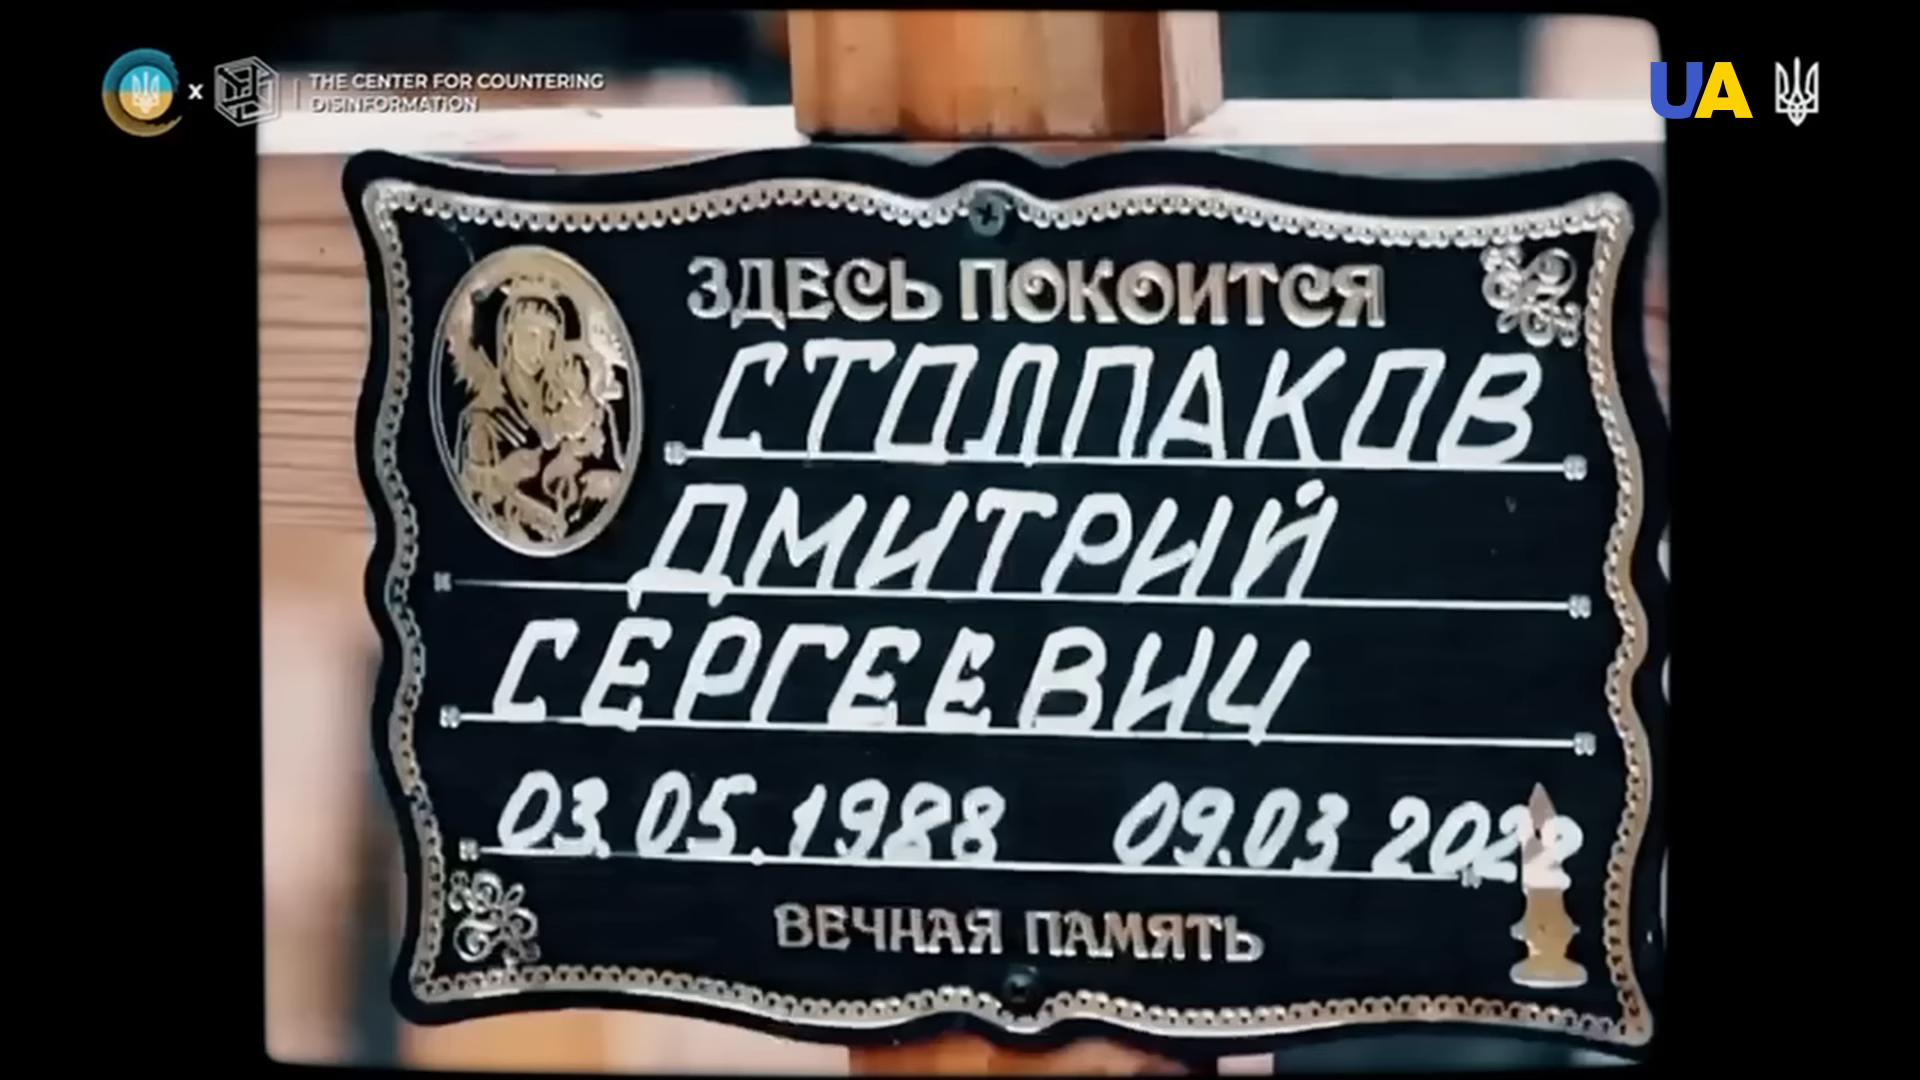 x
THE CENTER FOR COUNTERING
DISINFORMATION
UA
ЗДЕСЬ ПОКОИТСЯ
СТОЛПАКОВ
ДМИТРИЙ
СЕРГЕЕВИЧ
03.05.1988 09.03 2022
ВЕЧНАЯ ПАМЯТЬ